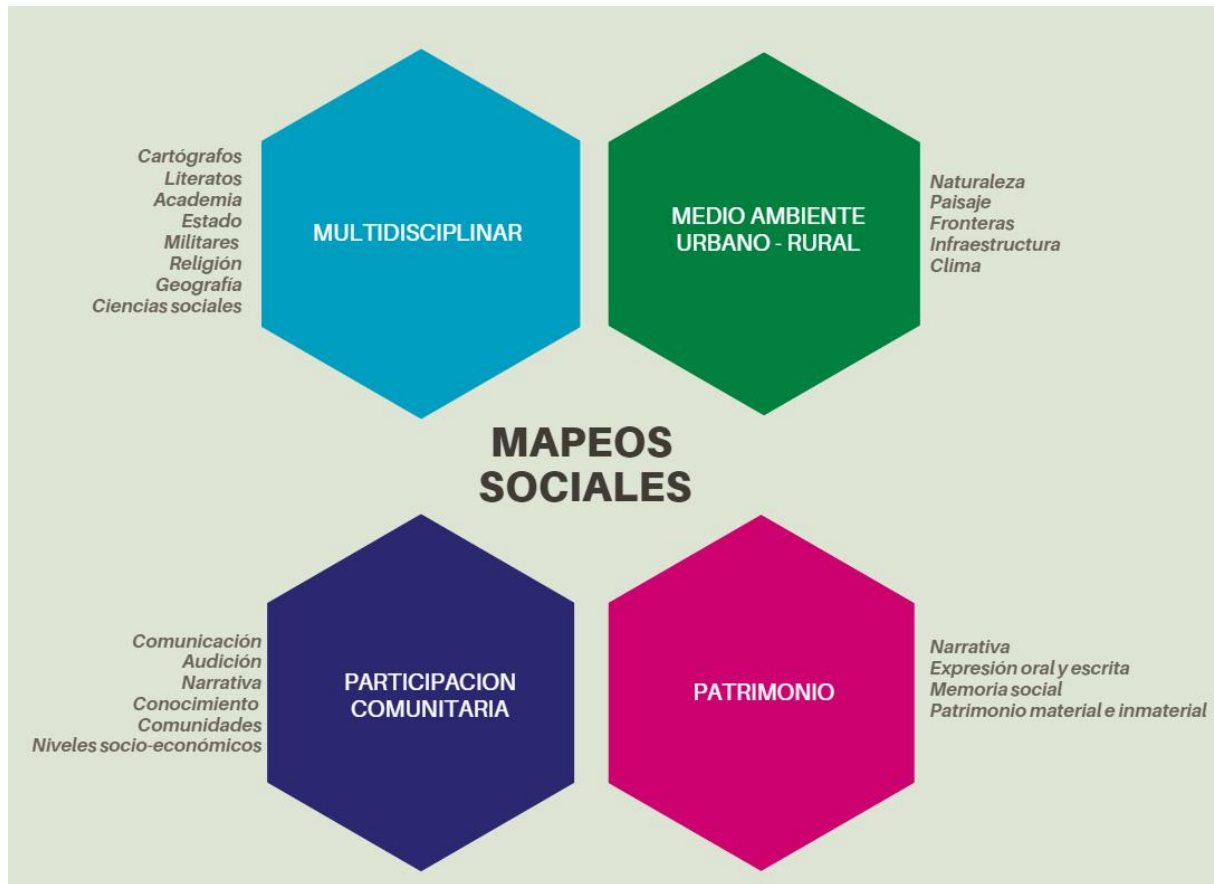 Cartógrafos
Literatos
Academia
Estado
Militares
Religión
Geografía
Ciencias sociales
MULTIDISCIPLINAR
MEDIO AMBIENTE
URBANO - RURAL
Naturaleza
Paisaje
Fronteras
Infraestructura
Clima
MAPEOS
SOCIALES
Comunicación
Audición
Narrativa
Conocimiento
Comunidades
Niveles socio-económicos
PARTICIPACION
COMUNITARIA
PATRIMONIO
Narrativa
Expresión oral y escrita
Memoria social
Patrimonio material e inmaterial